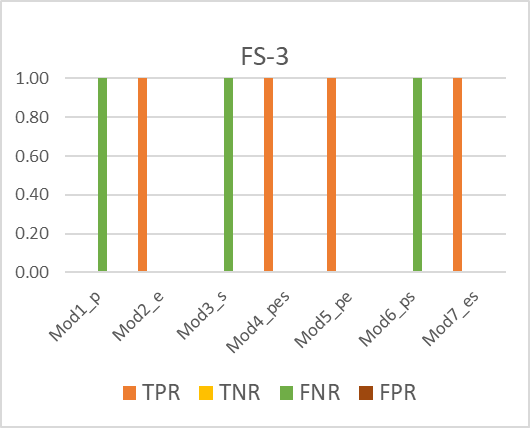 FS-3
1.00
0.80
0.60
0.40
0.20
0.00
Mod1_p
Mod2_e
Mod3_s
Mod4_pes
Mod5_pe
Mod6_ps
Mod7_es
TPR TNR FNR FPR